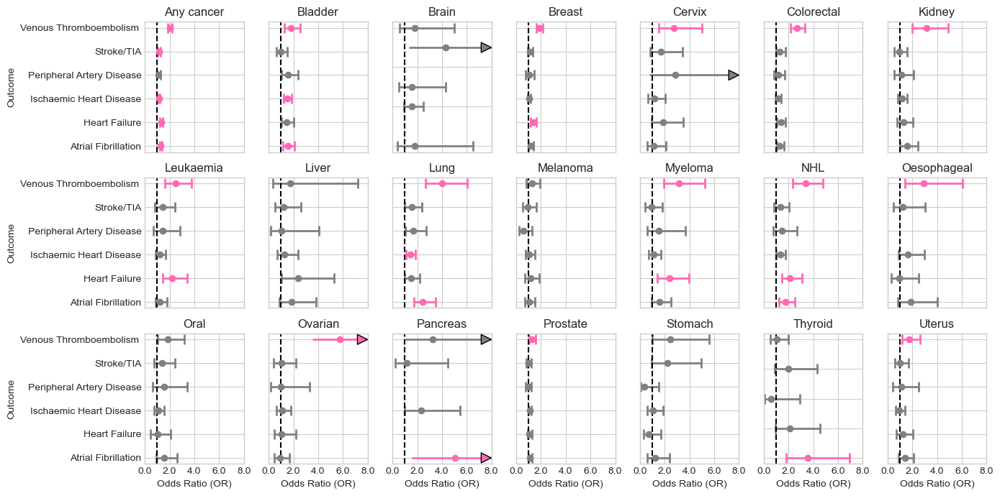 Any cancer Bladder Brain Breast Cervix Colorectal Kidney
Outcome
Venous Thromboembolism
Stroke/TIA
Peripheral Artery Disease
Ischaemic Heart Disease
Heart Failure
Atrial Fibrillation
Leukaemia Liver Lung Melanoma Myeloma NHL Oesophageal
Outcome
Venous Thromboembolism
Stroke/TIA
Peripheral Artery Disease
Ischaemic Heart Disease
Heart Failure
Atrial Fibrillation
Oral Ovarian Pancreas Prostate Stomach Thyroid Uterus
Outcome
Venous Thromboembolism
Stroke/TIA
Peripheral Artery Disease
Ischaemic Heart Disease
Heart Failure
Atrial Fibrillation
0.0 2.0 4.0 6.0 8.0 0.0 2.0 4.0 6.0 8.0 0.0 2.0 4.0 6.0 8.0 0.0 2.0 4.0 6.0 8.0 0.0 2.0 4.0 6.0 8.0 0.0 2.0 4.0 6.0 8.0 0.0 2.0 4.0 6.0 8.0
Odds Ratio (OR) Odds Ratio (OR) Odds Ratio (OR) Odds Ratio (OR) Odds Ratio (OR) Odds Ratio (OR) Odds Ratio (OR)